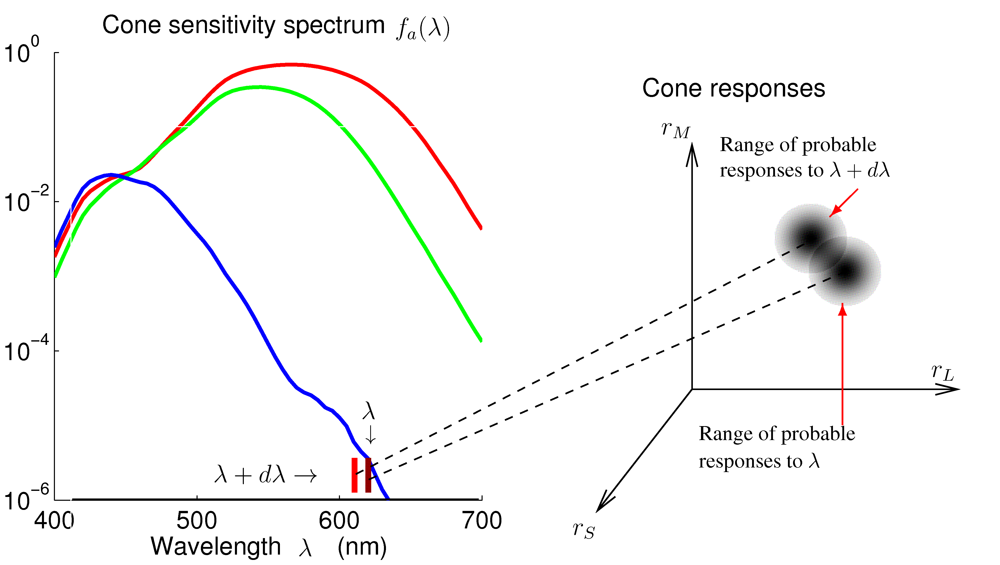 Cone sensitivity spectrum f_a(λ)
10^0
10^−2
10^−4
10^−6
400 500 600 700
Wavelength λ (nm)
λ
↓
λ + dλ →
Cone responses
r_M
Range of probable
responses to λ + dλ
r_L
Range of probable
responses to λ
r_S